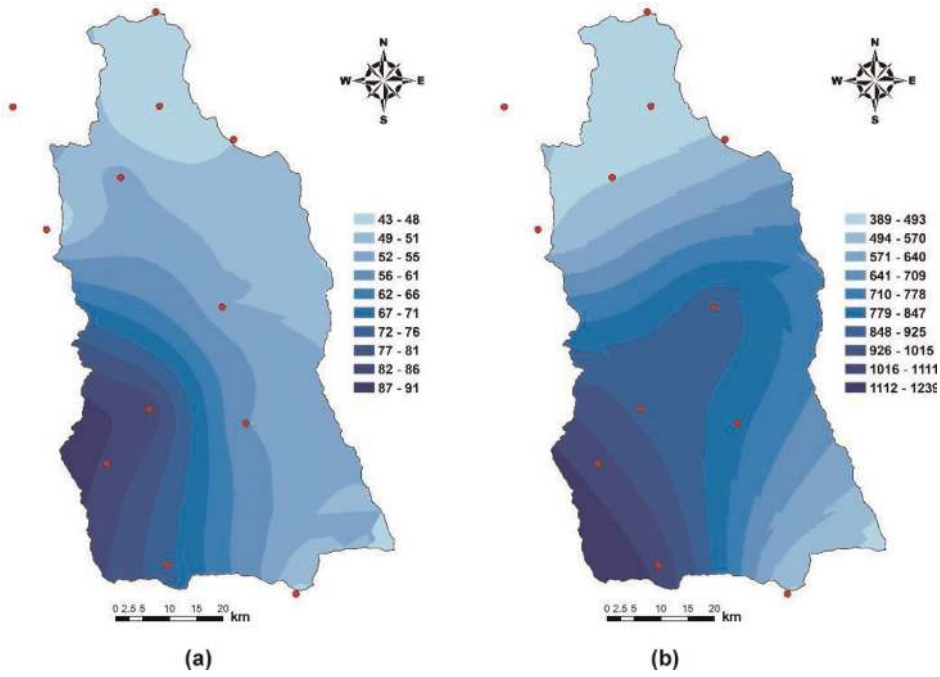 N
W E
S
43 - 48
49 - 51
52 - 55
56 - 61
62 - 66
67 - 71
72 - 76
77 - 81
82 - 86
87 - 91
0 2.5 5 10 15 20
km
(a)
N
W E
S
389 - 493
494 - 570
571 - 640
641 - 709
710 - 778
779 - 847
848 - 925
926 - 1015
1016 - 1111
1112 - 1239
0 2.5 5 10 15 20
km
(b)